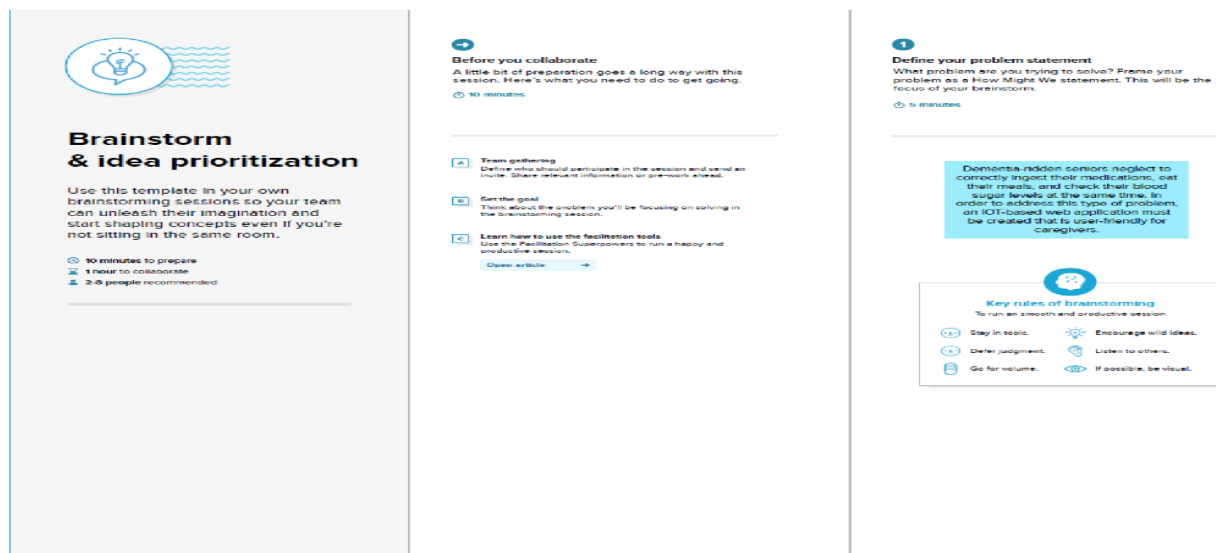 Brainstorm
& idea prioritization
Use this template in your own
brainstorming sessions so your team
can unleash their imagination and
start shaping concepts even if you're
not sitting in the same room.
10 minutes to prepare
1 hour to collaborate
2-8 people recommended
Before you collaborate
A little bit of preparation goes a long way with this
session. Here's what you need to do to get going.
10 minutes
A
Team gathering
Define who should participate in the session and send an
invite. Share relevant information or pre-work ahead.
B
Set the goal
Think about the problem you'll be focusing on solving in
the brainstorming session.
C
Learn how to use the facilitation tools
Use the Facilitation Superpowers to run a happy and
productive session.
Open article
1
Define your problem statement
What problem are you trying to solve? Frame your
problem as a How Might We statement. This will be the
focus of your brainstorm.
5 minutes
Dementia-ridden seniors neglect to
correctly ingest their medications, eat
their meals, and check their blood
sugar levels at the same time. In
order to address this type of problem,
an IOT-based web application must
be created that is user-friendly for
caregivers.
Key rules of brainstorming
To run an smooth and productive session
Stay in topic.
Encourage wild ideas.
Defer judgment.
Listen to others.
Go for volume.
If possible, be visual.